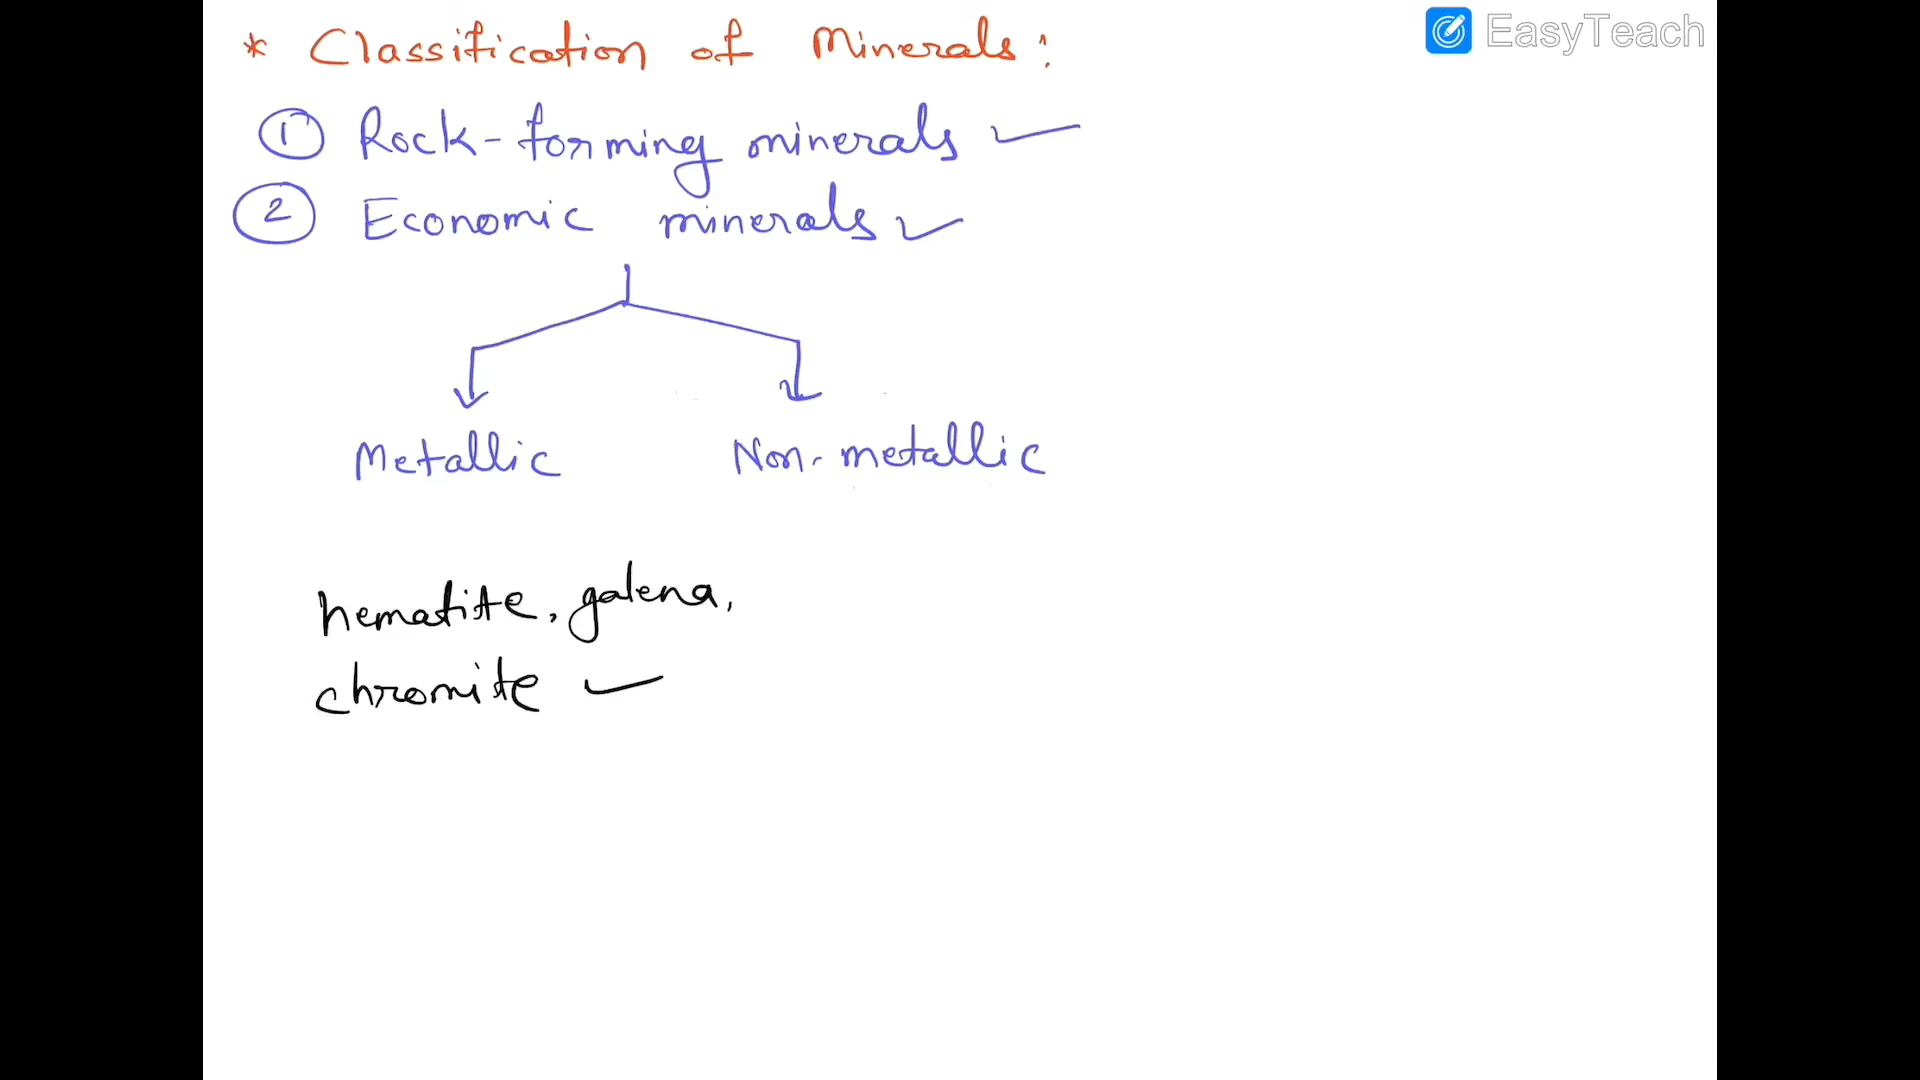 EasyTeach
* Classification of Minerals:
① Rock-forming minerals
② Economic minerals
Metallic Non-metallic
hematite, galena,
chromite